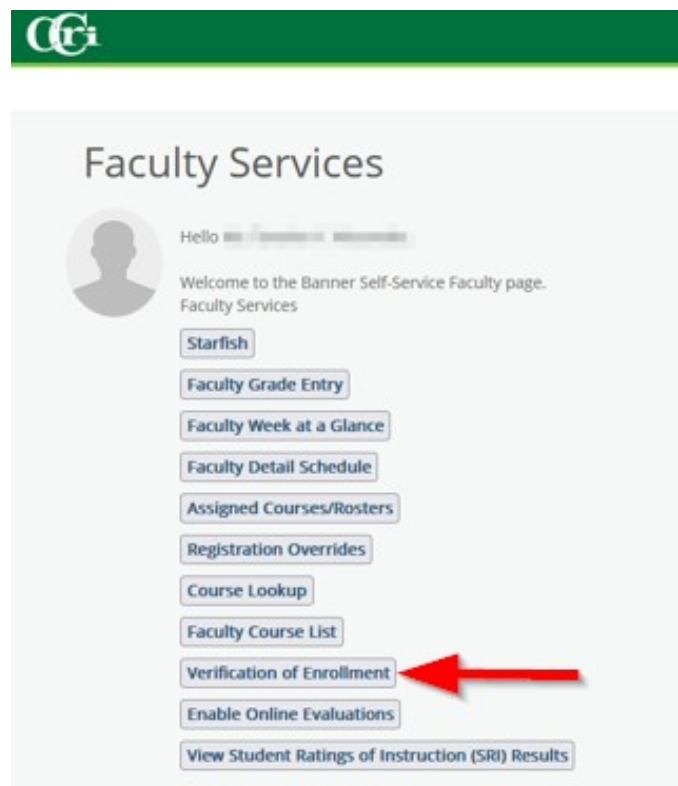 CCRi
Faculty Services
Hello
Welcome to the Banner Self-Service Faculty page.
Faculty Services
Starfish
Faculty Grade Entry
Faculty Week at a Glance
Faculty Detail Schedule
Assigned Courses/Rosters
Registration Overrides
Course Lookup
Faculty Course List
Verification of Enrollment
Enable Online Evaluations
View Student Ratings of Instruction (SRI) Results